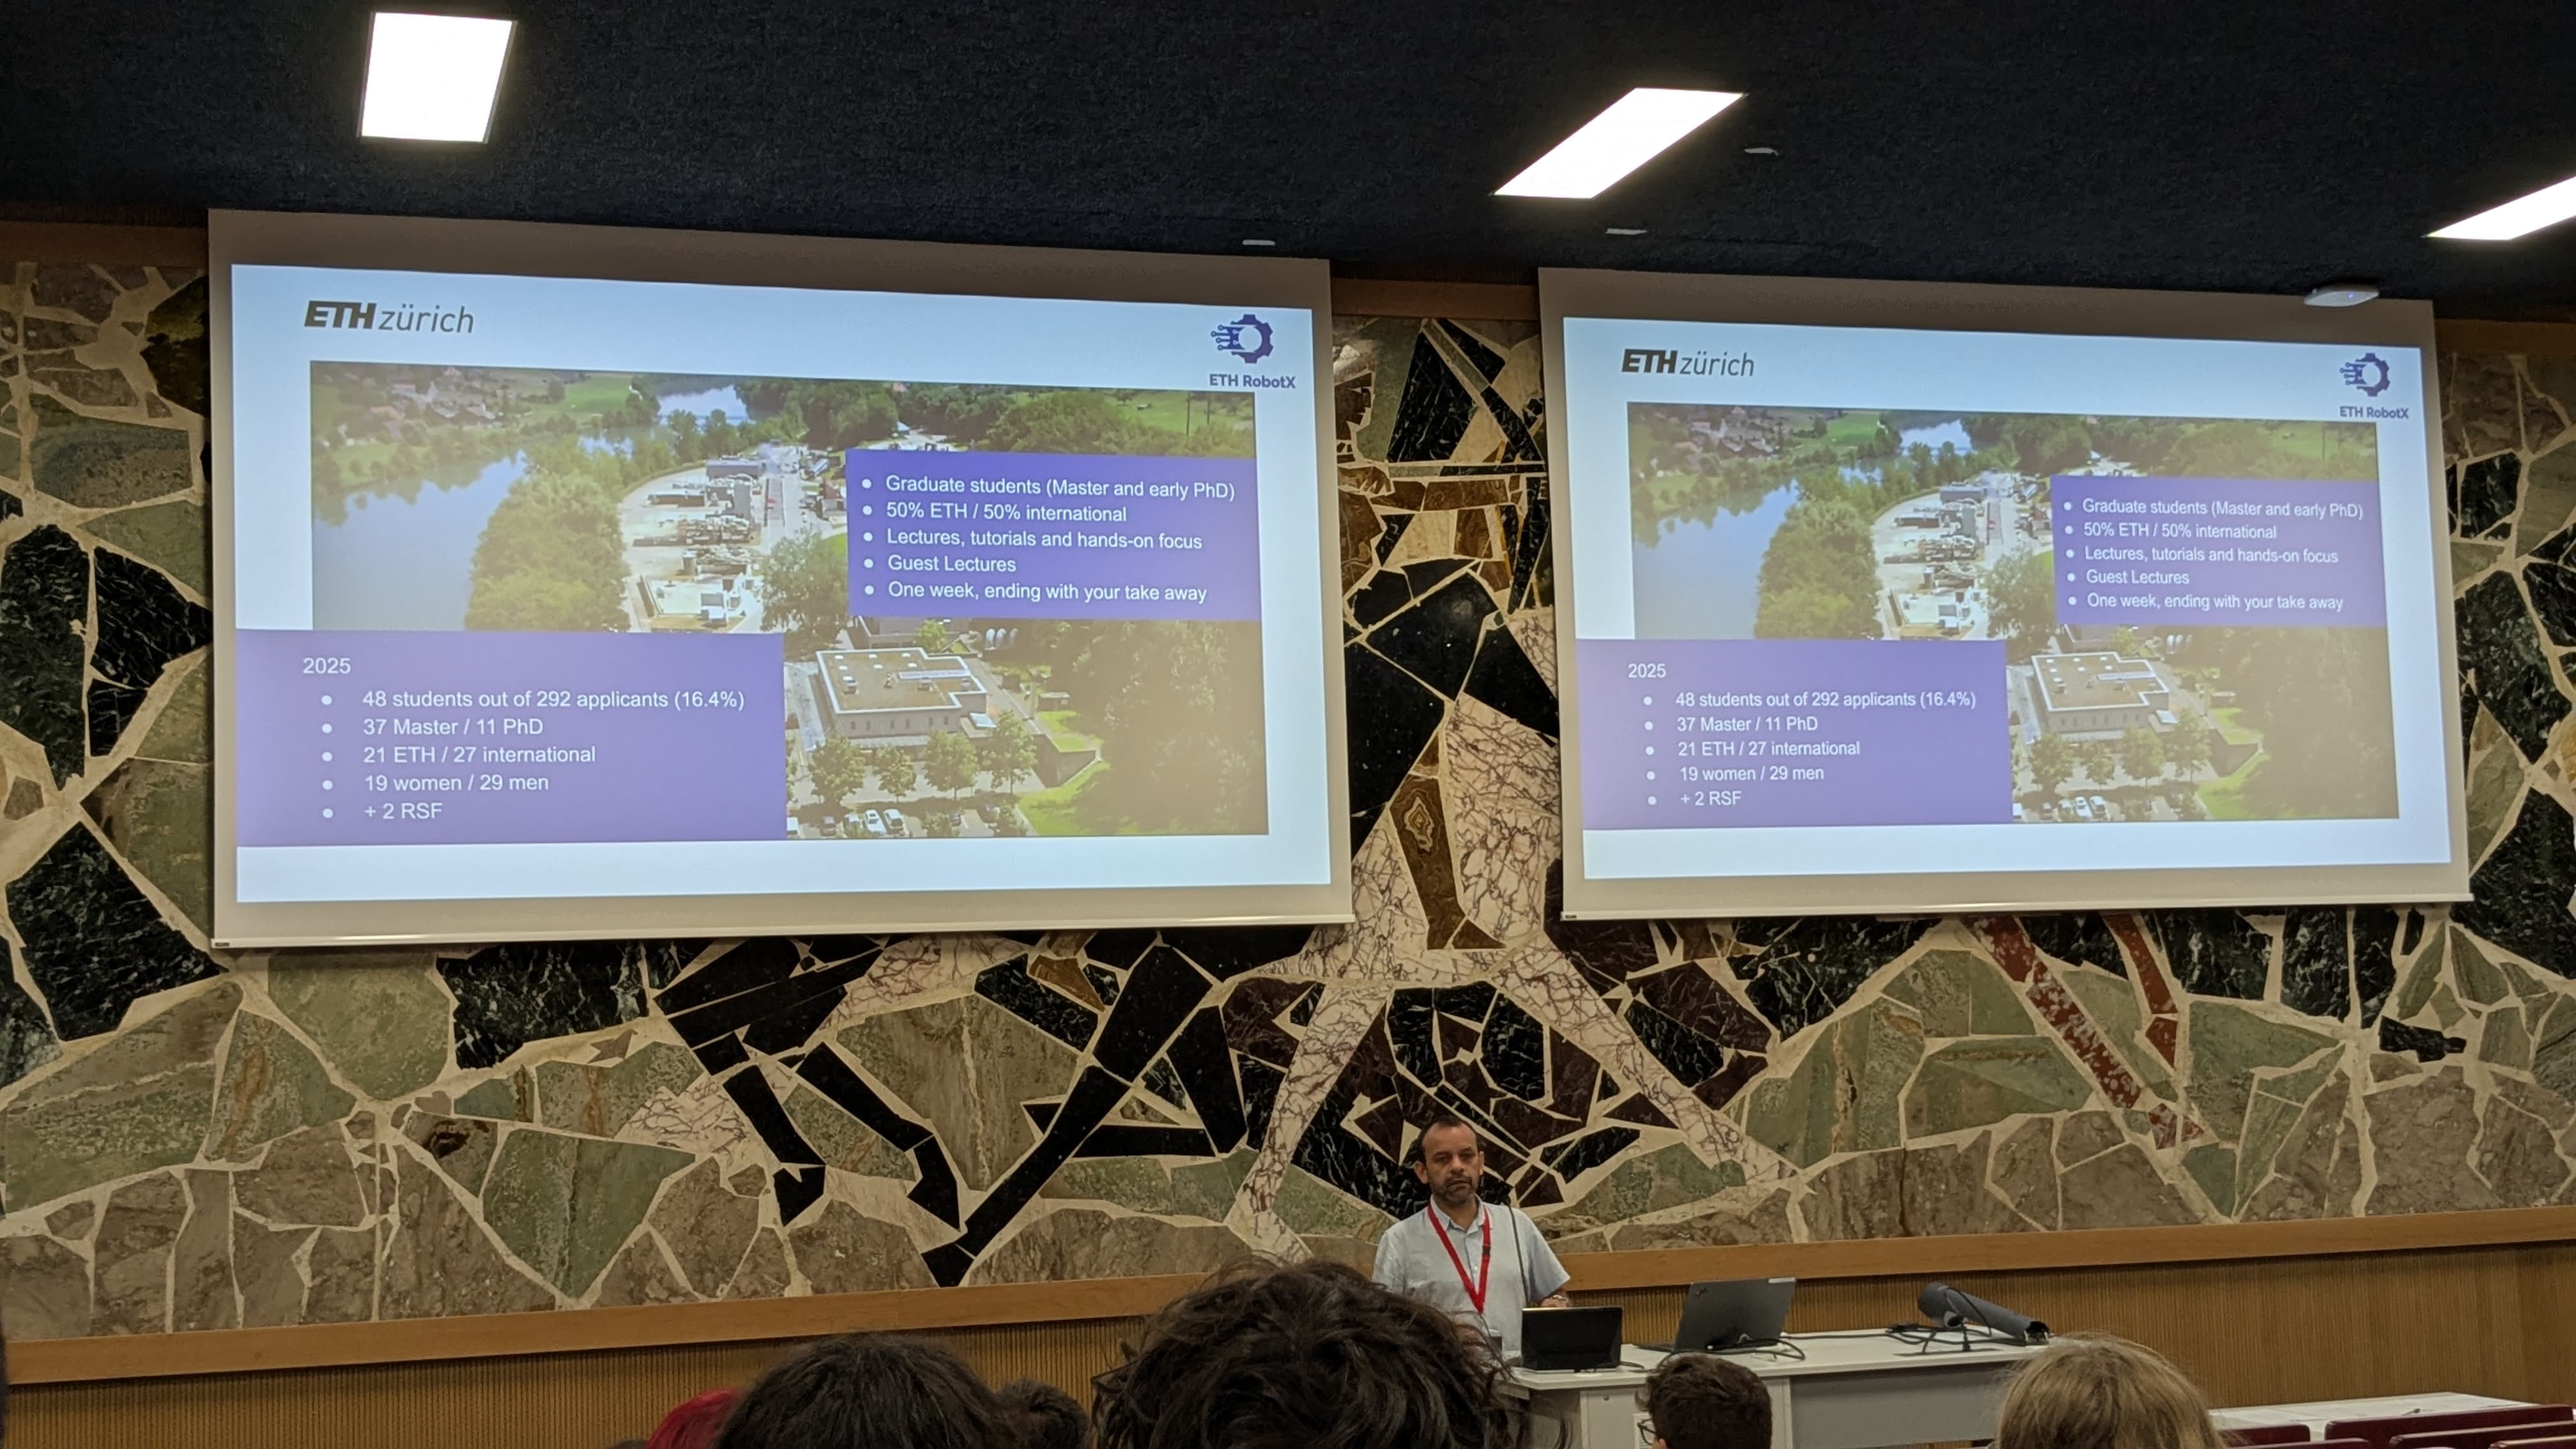 ETH zürich
ETH RobotX
• Graduate students (Master and early PhD)
• 50% ETH / 50% international
• Lectures, tutorials and hands-on focus
• Guest Lectures
• One week, ending with your take away
2025
• 48 students out of 292 applicants (16.4%)
• 37 Master / 11 PhD
• 21 ETH / 27 international
• 19 women / 29 men
• + 2 RSF
ETH zürich
ETH RobotX
• Graduate students (Master and early PhD)
• 50% ETH / 50% international
• Lectures, tutorials and hands-on focus
• Guest Lectures
• One week, ending with your take away
2025
• 48 students out of 292 applicants (16.4%)
• 37 Master / 11 PhD
• 21 ETH / 27 international
• 19 women / 29 men
• + 2 RSF